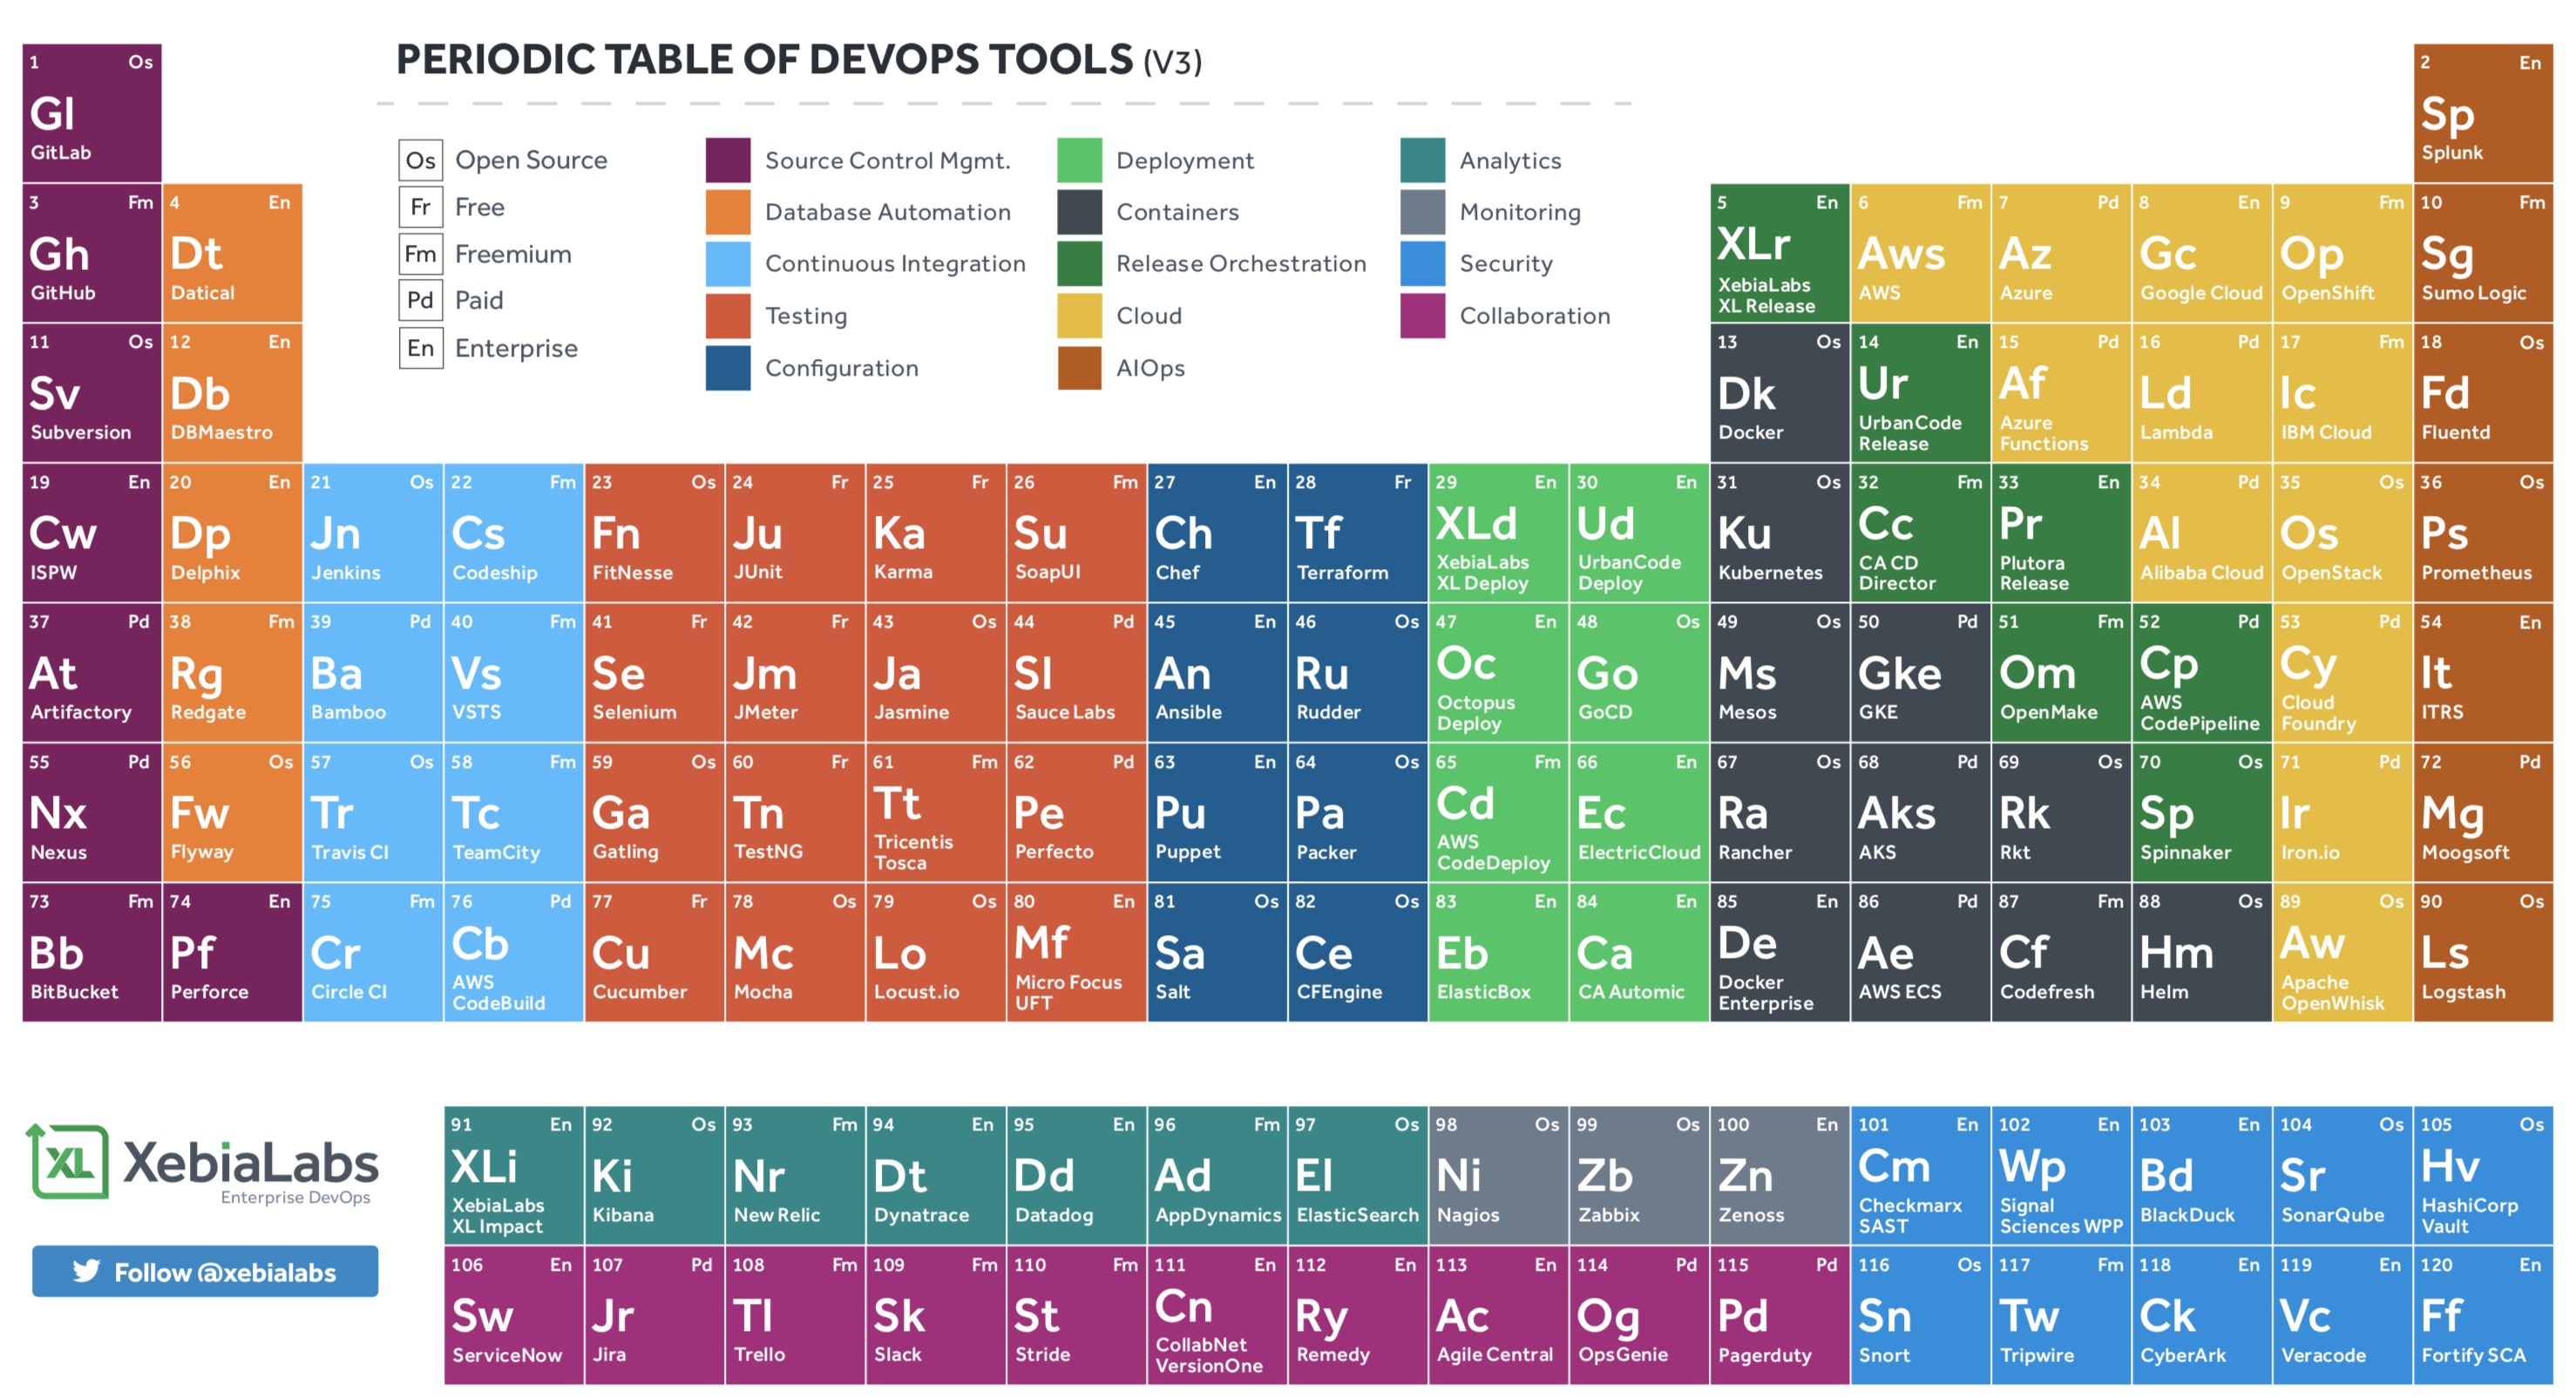 PERIODIC TABLE OF DEVOPS TOOLS (V3)
Os Open Source
Fr Free
Fm Freemium
Pd Paid
En Enterprise
Source Control Mgmt.
Database Automation
Continuous Integration
Testing
Configuration
Deployment
Containers
Release Orchestration
Cloud
AIOps
Analytics
Monitoring
Security
Collaboration
1 Os
Gl
GitLab
2 En
Sp
Splunk
3 Fm
Gh
GitHub
4 En
Dt
Datical
5 En
XLr
XebiaLabs
XL Release
6 Fm
Aws
AWS
7 Pd
Az
Azure
8 En
Gc
Google Cloud
9 Fm
Op
OpenShift
10 Fm
Sg
Sumo Logic
11 Os
Sv
Subversion
12 En
Db
DBMaestro
13 Os
Dk
Docker
14 En
Ur
UrbanCode
Release
15 Pd
Af
Azure
Functions
16 Pd
Ld
Lambda
17 Fm
Ic
IBM Cloud
18 Os
Fd
Fluentd
19 En
Cw
ISPW
20 En
Dp
Delphix
21 Os
Jn
Jenkins
22 Fm
Cs
Codeship
23 Os
Fn
FitNesse
24 Fr
Ju
JUnit
25 Fr
Ka
Karma
26 Fm
Su
SoapUI
27 En
Ch
Chef
28 Fr
Tf
Terraform
29 En
XLd
XebiaLabs
XL Deploy
30 En
Ud
UrbanCode
Deploy
31 Os
Ku
Kubernetes
32 Fm
Cc
CA CD
Director
33 En
Pr
Plutora
Release
34 Pd
Al
Alibaba Cloud
35 Os
Os
OpenStack
36 Os
Ps
Prometheus
37 Pd
At
Artifactory
38 Fm
Rg
Redgate
39 Pd
Ba
Bamboo
40 Fm
Vs
VSTS
41 Fr
Se
Selenium
42 Fr
Jm
JMeter
43 Os
Ja
Jasmine
44 Pd
Sl
Sauce Labs
45 En
An
Ansible
46 Os
Ru
Rudder
47 En
Oc
Octopus
Deploy
48 Os
Go
GoCD
49 Os
Ms
Mesos
50 Pd
Gke
GKE
51 Fm
Om
OpenMake
52 Pd
Cp
AWS
CodePipeline
53 Pd
Cy
Cloud
Foundry
54 En
It
ITRS
55 Pd
Nx
Nexus
56 Os
Fw
Flyway
57 Os
Tr
Travis CI
58 Fm
Tc
TeamCity
59 Os
Ga
Gatling
60 Fr
Tn
TestNG
61 Fm
Tt
Tricentis
Tosca
62 Pd
Pe
Perfecto
63 En
Pu
Puppet
64 Os
Pa
Packer
65 Fm
Cd
AWS
CodeDeploy
66 En
Ec
ElectricCloud
67 Os
Ra
Rancher
68 Pd
Aks
AKS
69 Os
Rk
Rkt
70 Os
Sp
Spinnaker
71 Pd
Ir
Iron.io
72 Pd
Mg
Moogsoft
73 Fm
Bb
BitBucket
74 En
Pf
Perforce
75 Fm
Cr
Circle CI
76 Pd
Cb
AWS
CodeBuild
77 Fr
Cu
Cucumber
78 Os
Mc
Mocha
79 Os
Lo
Locust.io
80 En
Mf
Micro Focus
UFT
81 Os
Sa
Salt
82 Os
Ce
CFEngine
83 En
Eb
ElasticBox
84 En
Ca
CA Automic
85 En
De
Docker
Enterprise
86 Pd
Ae
AWS ECS
87 Fm
Cf
Codefresh
88 Os
Hm
Helm
89 Os
Aw
Apache
OpenWhisk
90 Os
Ls
Logstash
XL XebiaLabs
Enterprise DevOps
Follow @xebialabs
91 En
XLi
XebiaLabs
XL Impact
92 Os
Ki
Kibana
93 Fm
Nr
New Relic
94 En
Dt
Dynatrace
95 En
Dd
Datadog
96 Fm
Ad
AppDynamics
97 Os
El
ElasticSearch
98 Os
Ni
Nagios
99 Os
Zb
Zabbix
100 En
Zn
Zenoss
101 En
Cm
Checkmarx
SAST
102 En
Wp
Signal
Sciences WPP
103 En
Bd
BlackDuck
104 Os
Sr
SonarQube
105 Os
Hv
HashiCorp
Vault
106 En
Sw
ServiceNow
107 Pd
Jr
Jira
108 Fm
Tl
Trello
109 Fm
Sk
Slack
110 Fm
St
Stride
111 En
Cn
CollabNet
VersionOne
112 En
Ry
Remedy
113 En
Ac
Agile Central
114 Pd
Og
OpsGenie
115 Pd
Pd
Pagerduty
116 Os
Sn
Snort
117 Fm
Tw
Tripwire
118 En
Ck
CyberArk
119 En
Vc
Veracode
120 En
Ff
Fortify SCA